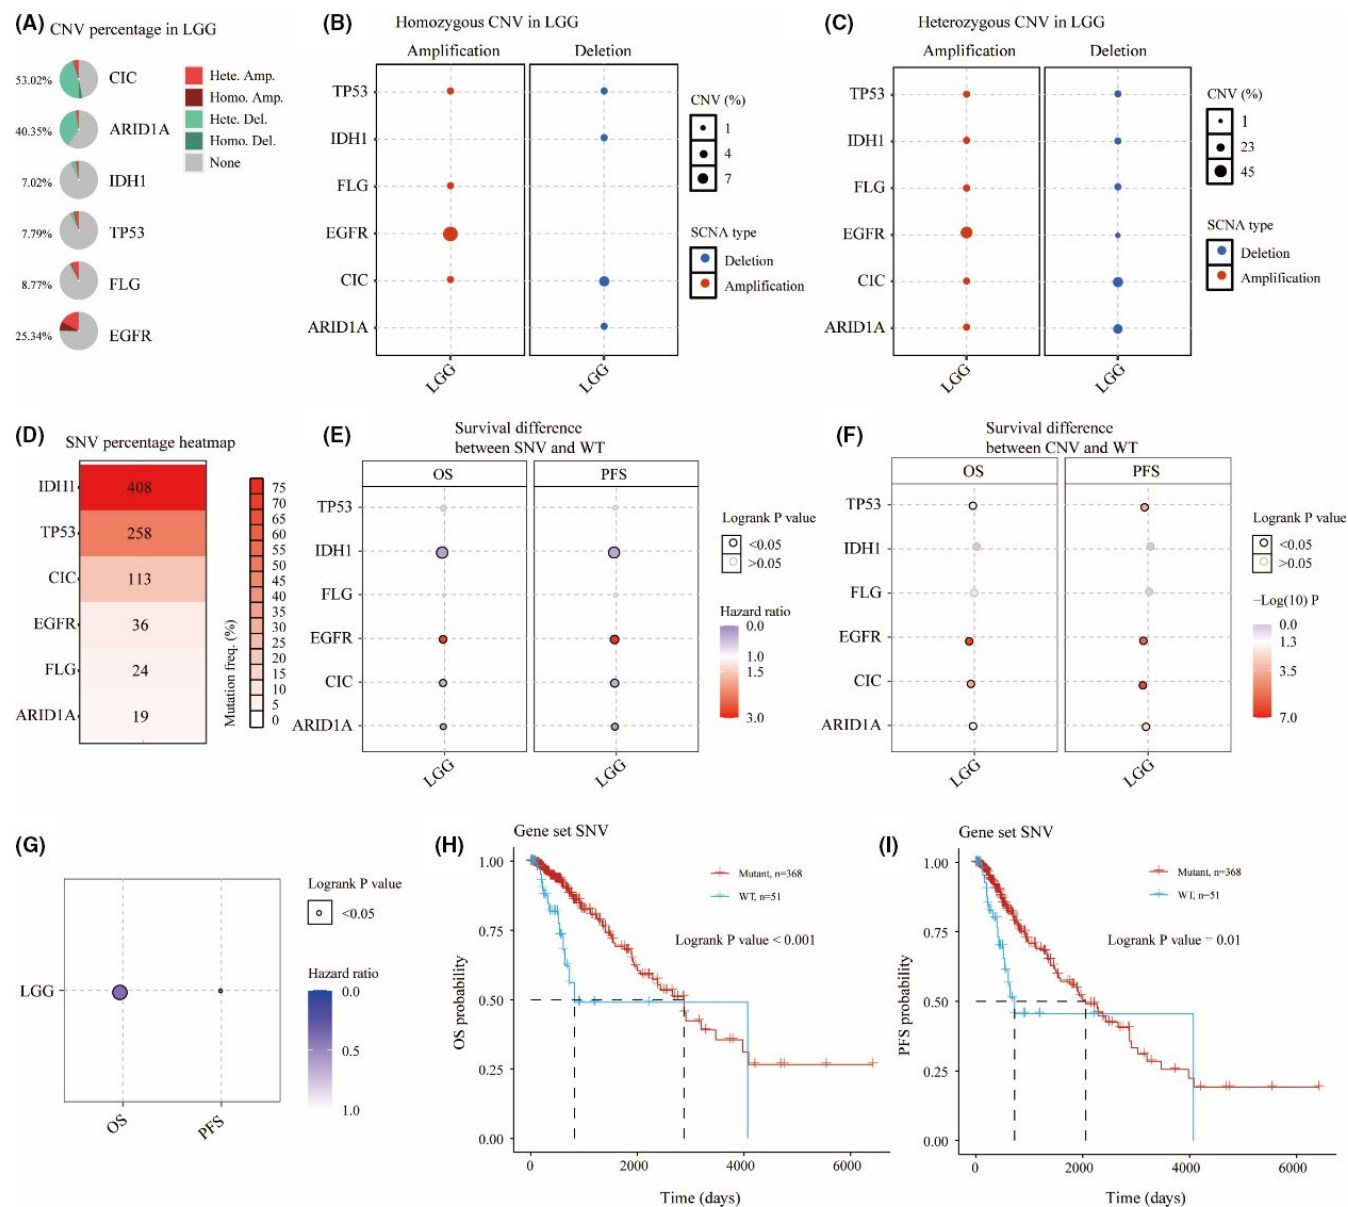 (A)
CNV percentage in LGG
53.02%
CIC
40.35%
ARID1A
7.02%
IDH1
7.79%
TP53
8.77%
FLG
25.34%
EGFR
Hete. Amp.
Homo. Amp.
Hete. Del.
Homo. Del.
None
(B)
Homozygous CNV in LGG
Amplification
Deletion
TP53
IDH1
FLG
EGFR
CIC
ARID1A
LGG
LGG
CNV (%)
1
4
7
SCNA type
Deletion
Amplification
(C)
Heterozygous CNV in LGG
Amplification
Deletion
TP53
IDH1
FLG
EGFR
CIC
ARID1A
LGG
LGG
CNV (%)
1
23
45
SCNA type
Deletion
Amplification
(D)
SNV percentage heatmap
IDH1
408
TP53
258
CIC
113
EGFR
36
FLG
24
ARID1A
19
Mutation freq. (%)
75
70
65
60
55
50
45
40
35
30
25
20
15
10
5
0
(E)
Survival difference
between SNV and WT
OS
PFS
TP53
IDH1
FLG
EGFR
CIC
ARID1A
LGG
LGG
Logrank P value
<0.05
>0.05
Hazard ratio
0.0
1.0
1.5
3.0
(F)
Survival difference
between CNV and WT
OS
PFS
TP53
IDH1
FLG
EGFR
CIC
ARID1A
LGG
LGG
Logrank P value
<0.05
>0.05
−Log(10) P
0.0
1.3
3.5
7.0
(G)
LGG
OS
PFS
Logrank P value
<0.05
Hazard ratio
0.0
0.5
1.0
(H)
Gene set SNV
OS probability
1.00
0.75
0.50
0.25
0.00
Mutant, n=368
WT, n=51
Logrank P value < 0.001
0
2000
4000
6000
Time (days)
(I)
Gene set SNV
PFS probability
1.00
0.75
0.50
0.25
0.00
Mutant, n=368
WT, n=51
Logrank P value = 0.01
0
2000
4000
6000
Time (days)